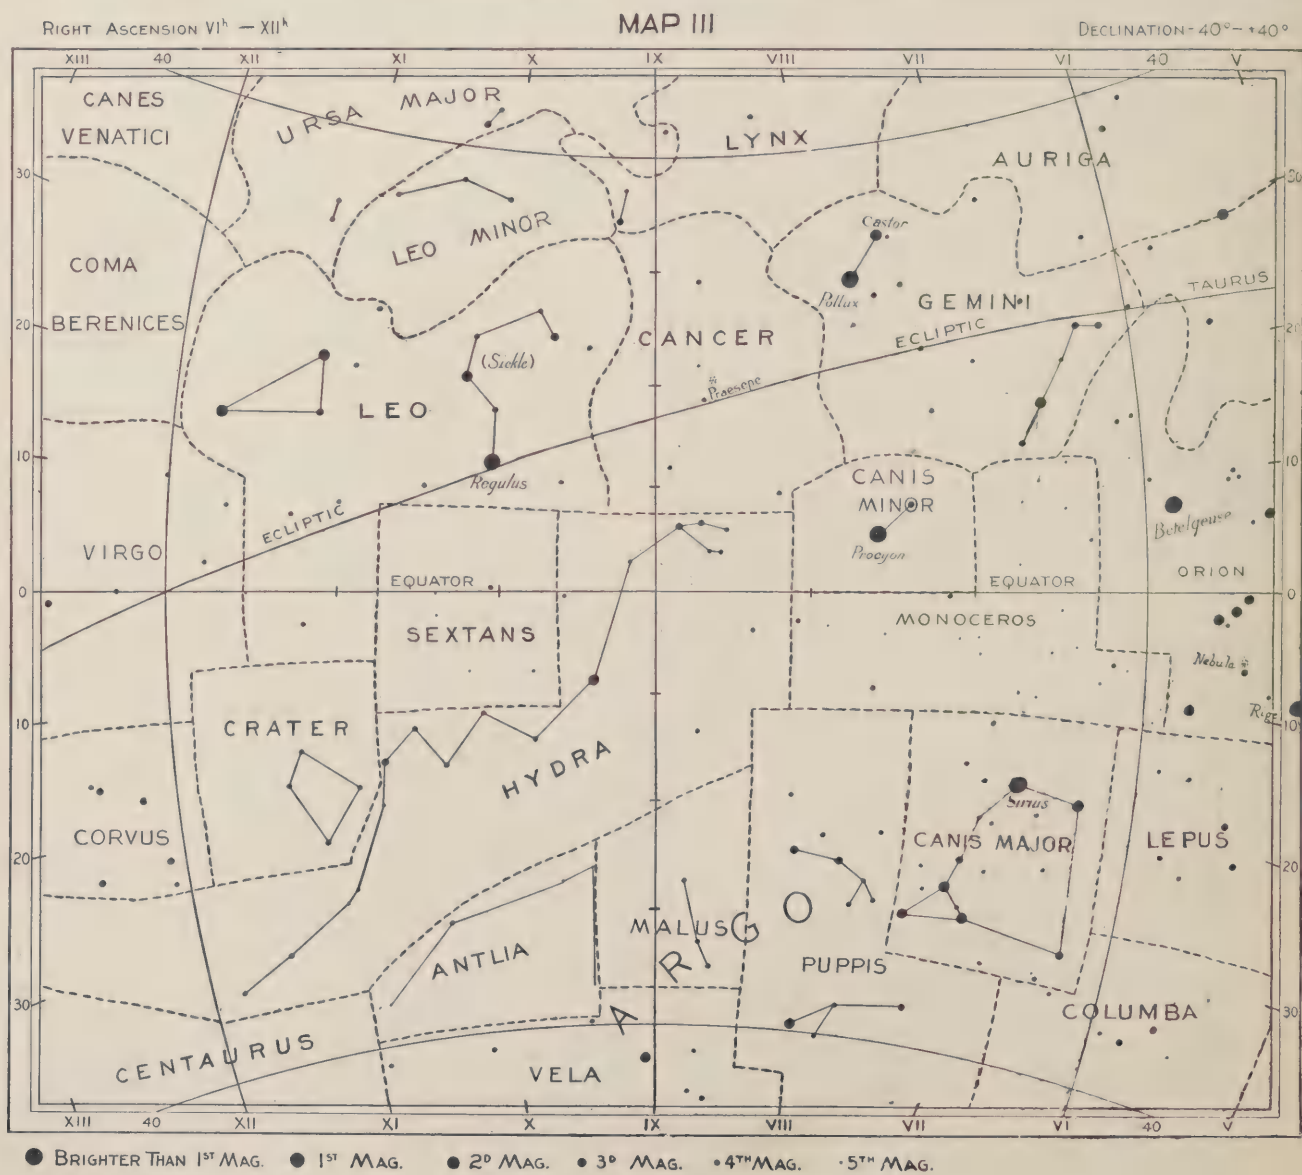 MAP III
RIGHT ASCENSION VIʰ — XIIʰ
DECLINATION -40° - +40°
XIII 40 XII XI X IX VIII VII VI 40 V
CANES
VENATICI
URSA MAJOR
LYNX
AURIGA
30
30
Castor
LEO MINOR
COMA
BERENICES
Pollux
GEMINI
TAURUS
20
20
ECLIPTIC
CANCER
(Sickle)
Praesepe
LEO
10
10
Regulus
CANIS
MINOR
Betelgeuse
ECLIPTIC
VIRGO
Procyon
ORION
0
EQUATOR
EQUATOR
0
SEXTANS
MONOCEROS
Nebula
RIGEL
10
10
CRATER
HYDRA
Sirius
CORVUS
CANIS MAJOR
LEPUS
20
20
MALUS
ARGO
ANTLIA
PUPPIS
30
30
COLUMBA
CENTAURUS
VELA
XIII 40 XII XI X IX VIII VII VI 40 V
BRIGHTER THAN 1ST MAG. 1ST MAG. 2D MAG. 3D MAG. 4TH MAG. 5TH MAG.